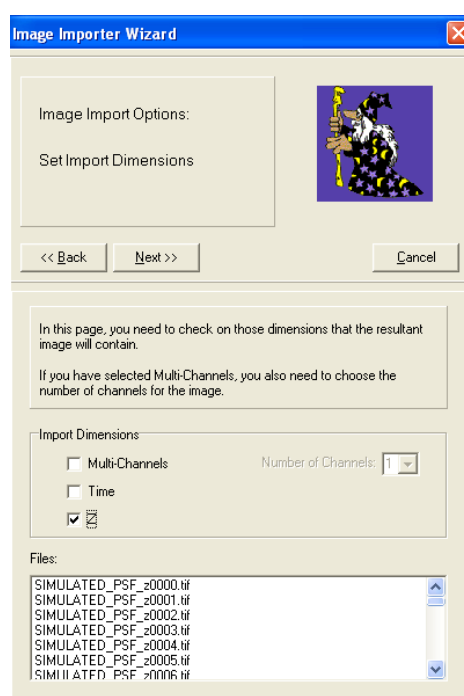 Image Importer Wizard
Image Import Options:
Set Import Dimensions
<< Back
Next >>
Cancel
In this page, you need to check on those dimensions that the resultant
image will contain.
If you have selected Multi-Channels, you also need to choose the
number of channels for the image.
Import Dimensions
Multi-Channels
Number of Channels: 1
Time
Z
Files:
SIMULATED_PSF_z0000.tif
SIMULATED_PSF_z0001.tif
SIMULATED_PSF_z0002.tif
SIMULATED_PSF_z0003.tif
SIMULATED_PSF_z0004.tif
SIMULATED_PSF_z0005.tif
SIMULATED_PSF_z0006.tif